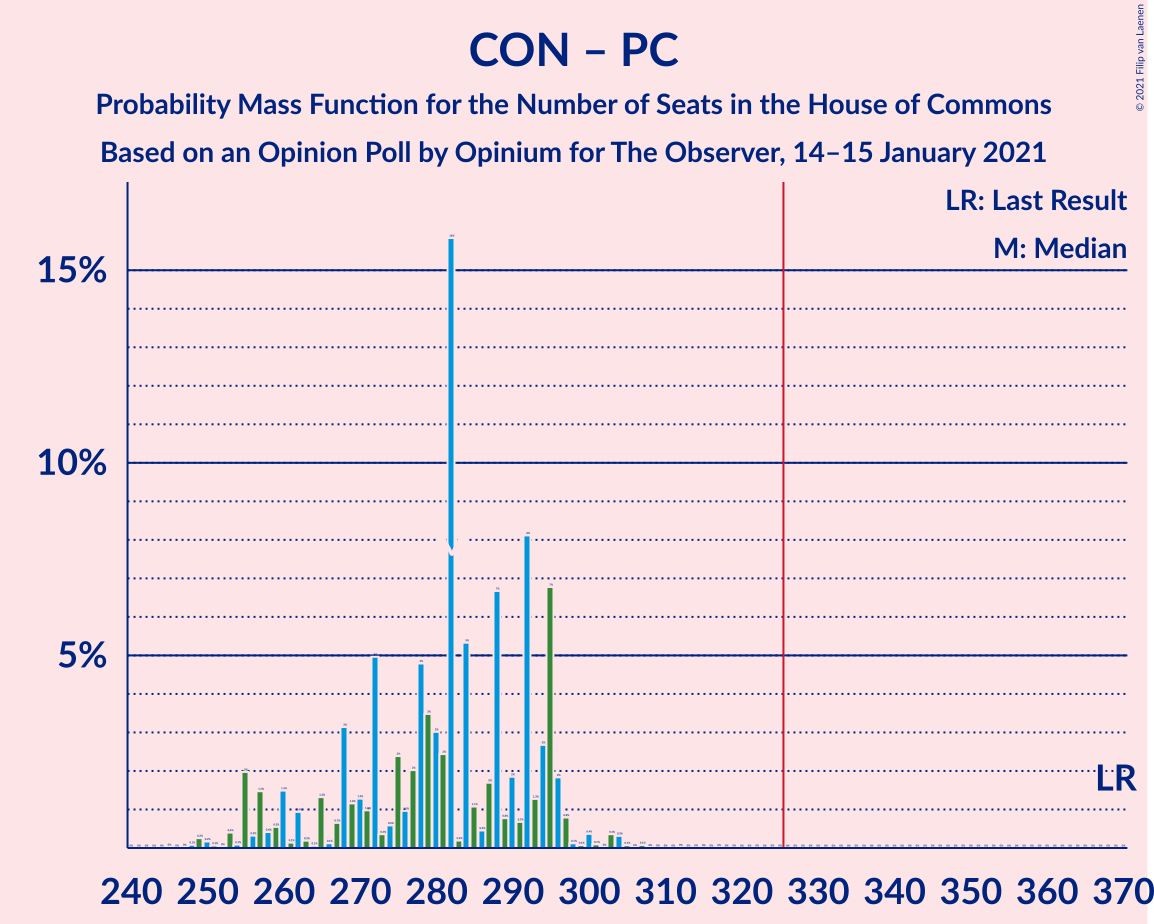 CON – PC
Probability Mass Function for the Number of Seats in the House of Commons
Based on an Opinion Poll by Opinium for The Observer, 14–15 January 2021
© 2021 Filip van Laenen
LR: Last Result
M: Median
15%
10%
5%
LR
240 250 260 270 280 290 300 310 320 330 340 350 360 370